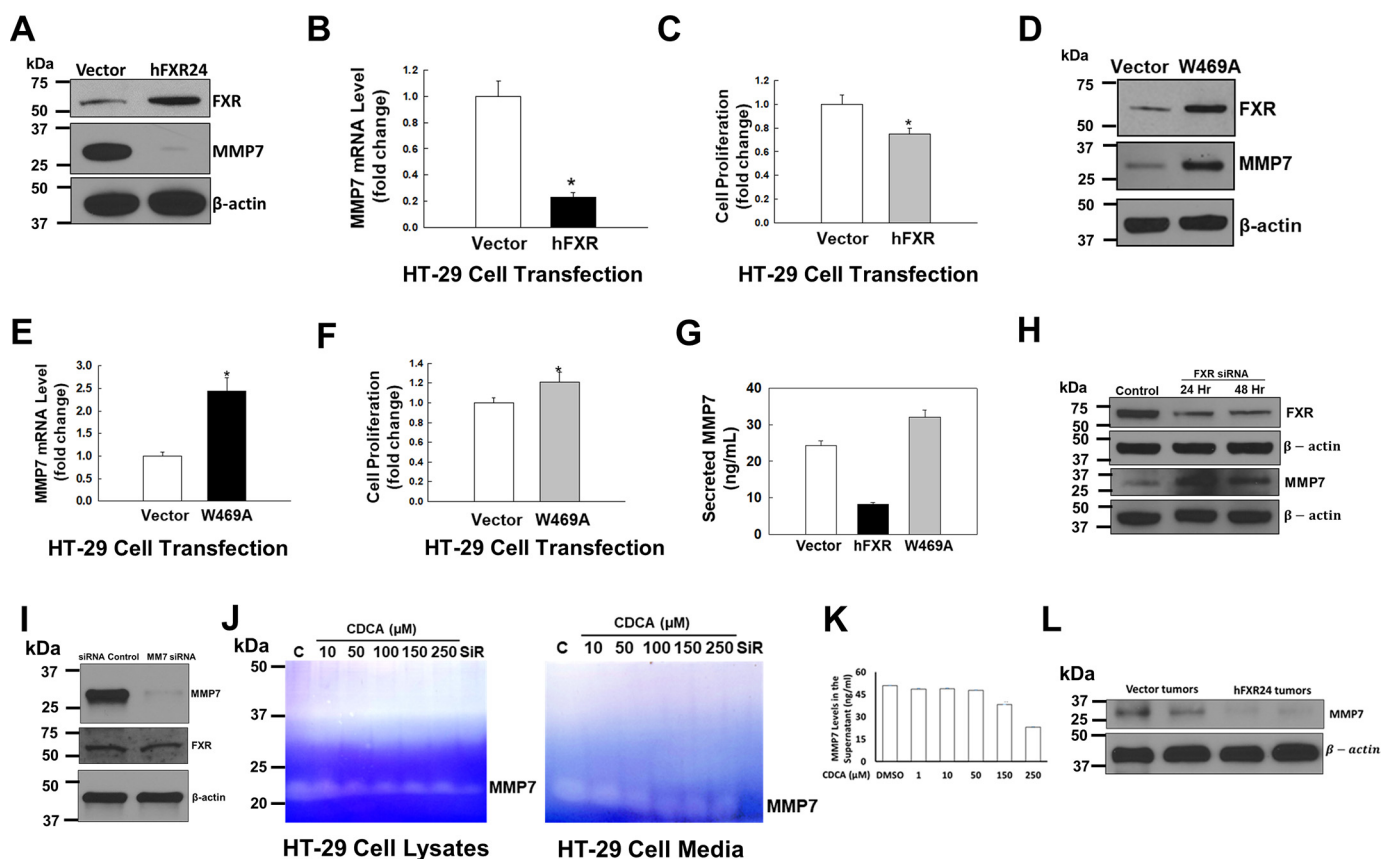 A
kDa
Vector hFXR24
75
50
FXR
37
25
MMP7
50
37
β-actin
B
MMP7 mRNA Level
(fold change)
1.2
1.0
0.8
0.6
0.4
0.2
0.0
*
Vector hFXR
HT-29 Cell Transfection
C
Cell Proliferation
(fold change)
1.2
1.0
0.8
0.6
0.4
0.2
0.0
*
Vector hFXR
HT-29 Cell Transfection
D
kDa
Vector W469A
75
50
FXR
37
25
MMP7
50
37
β-actin
E
MMP7 mRNA Level
(fold change)
3.0
2.5
2.0
1.5
1.0
0.5
0.0
*
Vector W469A
HT-29 Cell Transfection
F
Cell Proliferation
(fold change)
1.4
1.2
1.0
0.8
0.6
0.4
0.2
0.0
*
Vector W469A
HT-29 Cell Transfection
G
Secreted MMP7
(ng/mL)
40
30
20
10
0
Vector hFXR W469A
H
kDa
FXR siRNA
Control 24 Hr 48 Hr
75
50
FXR
50
37
β − actin
37
25
MMP7
50
37
β − actin
I
kDa
siRNA Control MM7 siRNA
37
25
MMP7
75
50
FXR
50
37
β-actin
J
kDa
CDCA (µM)
C 10 50 100 150 250 SiR
50
37
25
20
MMP7
HT-29 Cell Lysates
CDCA (µM)
C 10 50 100 150 250 SiR
MMP7
HT-29 Cell Media
K
MMP7 Levels in the
Supernatant (ng/ml)
60
45
30
15
0
CDCA (µM) DMSO 1 10 50 150 250
L
kDa
Vector tumors hFXR24 tumors
37
25
MMP7
50
37
β − actin